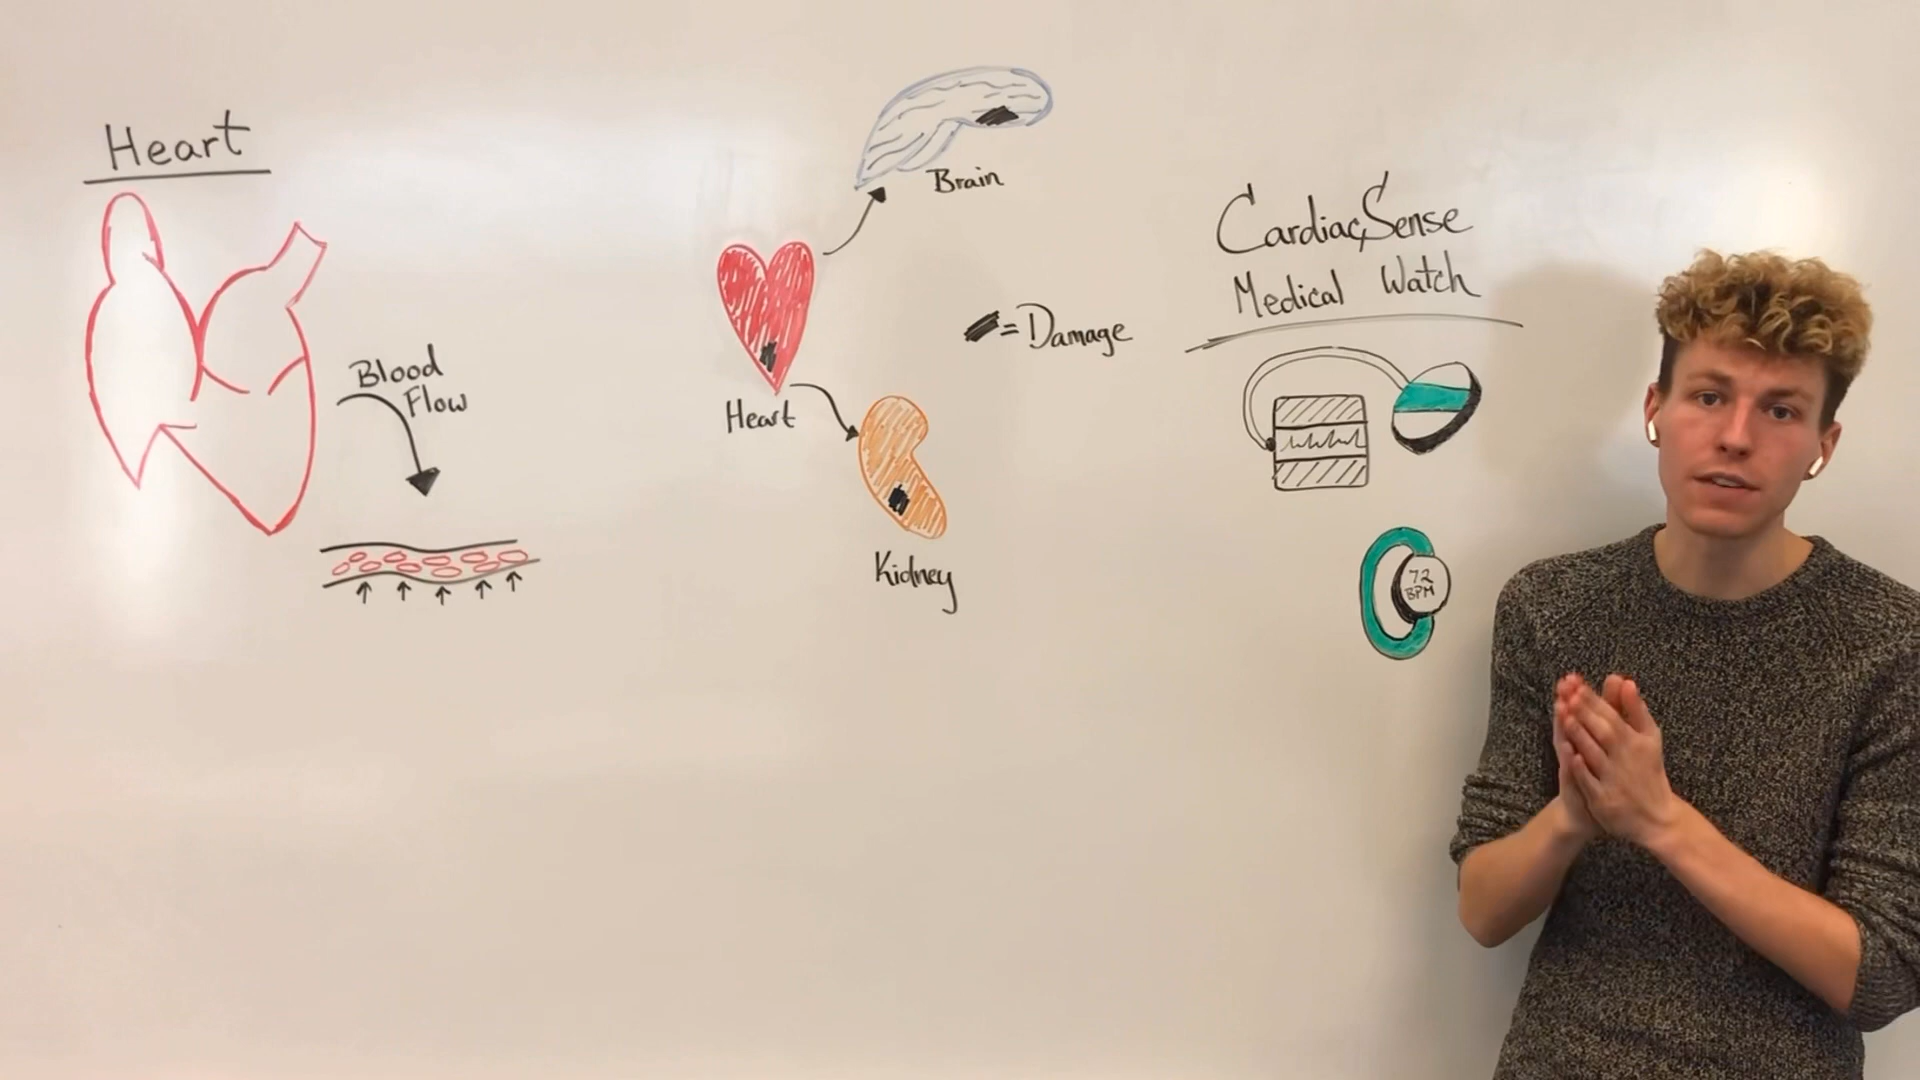 Heart
Blood
Flow
Brain
Heart
= Damage
Kidney
CardiacSense
Medical Watch
72
BPM